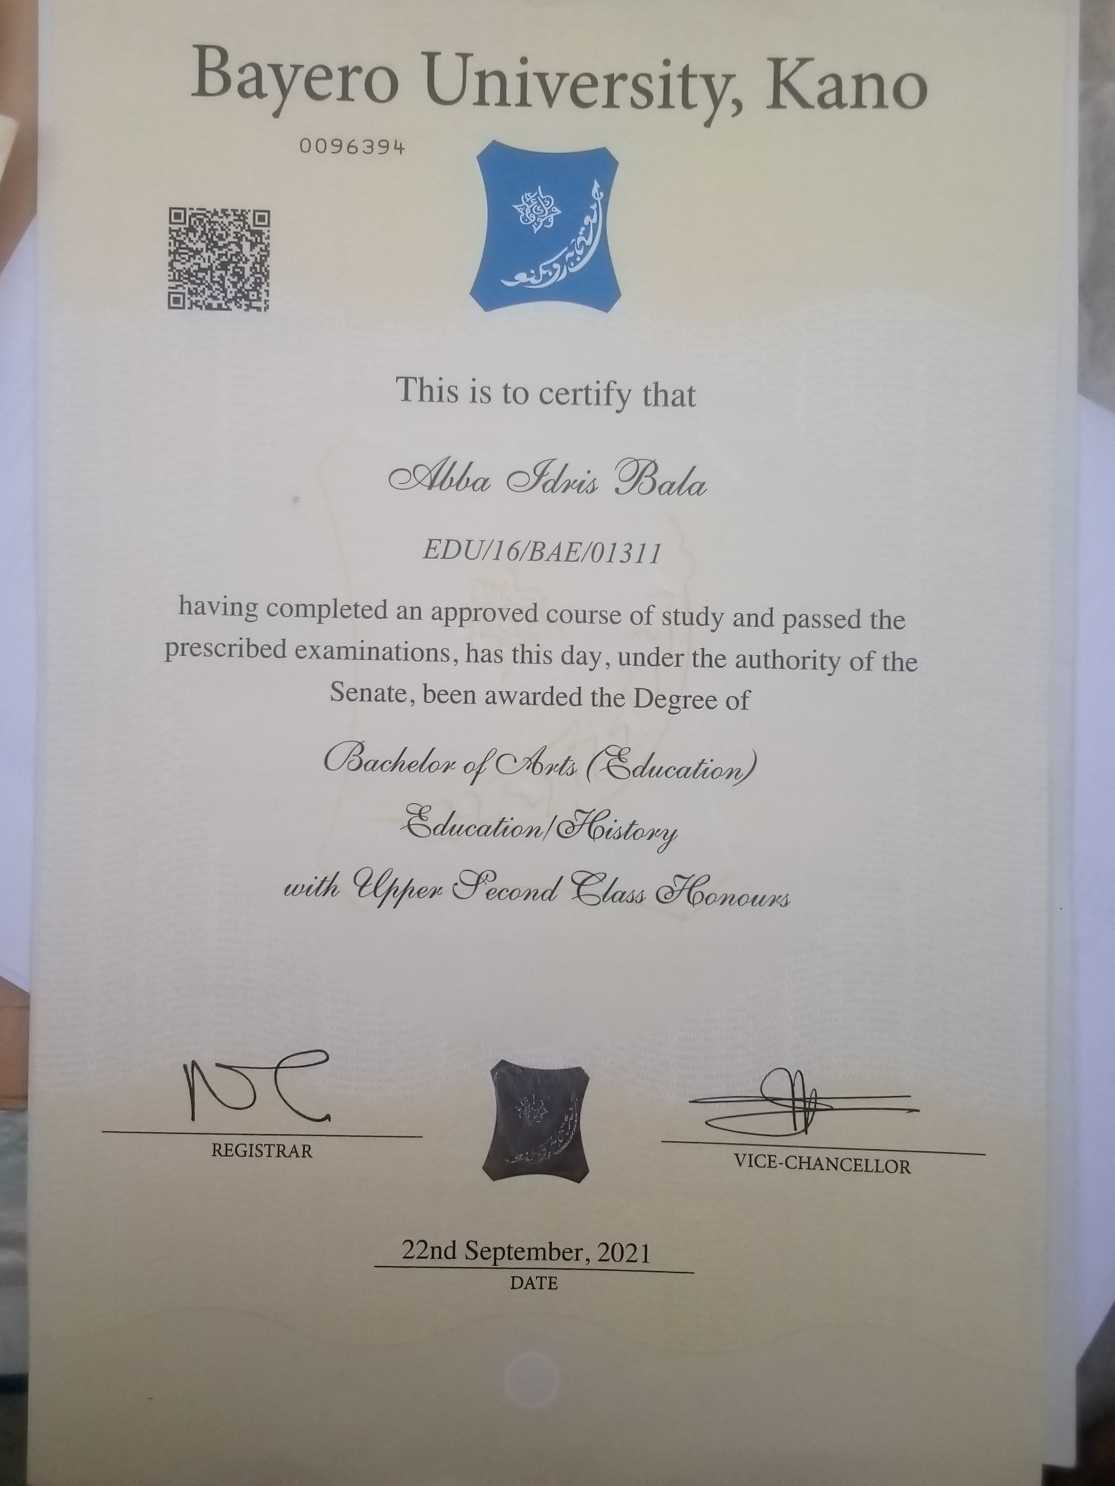 Bayero University, Kano
0096394
This is to certify that
Abba Idris Bala
EDU/16/BAE/01311
having completed an approved course of study and passed the
prescribed examinations, has this day, under the authority of the
Senate, been awarded the Degree of
Bachelor of Arts (Education)
Education/History
with Upper Second Class Honours
REGISTRAR
VICE-CHANCELLOR
22nd September, 2021
DATE